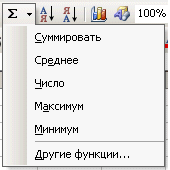 Σ А Я Я А 100%
Суммировать
Среднее
Число
Максимум
Минимум
Другие функции...